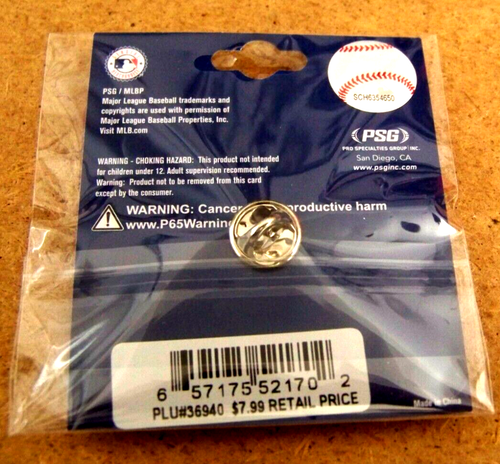 PSG / MLBP
Major League Baseball trademarks and
copyrights are used with permission of
Major League Baseball Properties, Inc.
Visit MLB.com
SCH6354650
PSG
PRO SPECIALTIES GROUP INC.
San Diego, CA
www.psginc.com
WARNING - CHOKING HAZARD: This product not intended
for children under 12. Adult supervision recommended.
Warning: Product not to be removed from this card
except by the consumer.
WARNING: Cance productive harm
www.P65Warnin
6 57175 52170 2
PLU#36940 $7.99 RETAIL PRICE
Made in China